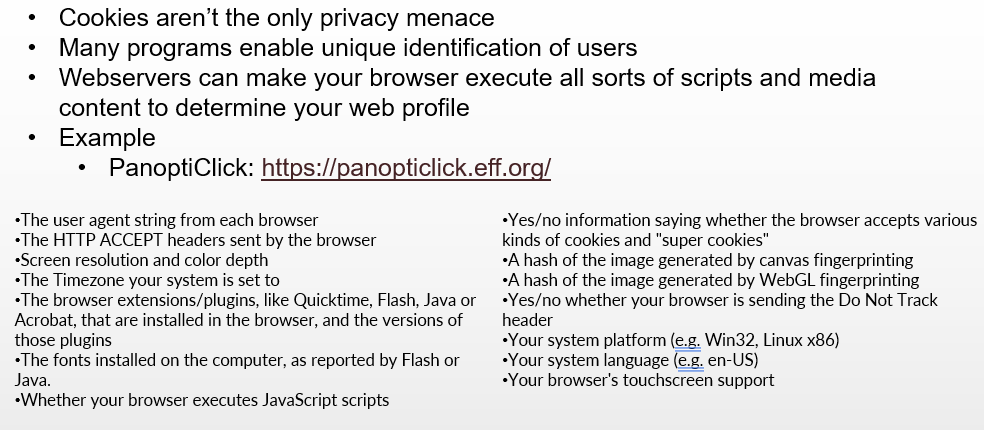 • Cookies aren’t the only privacy menace
• Many programs enable unique identification of users
• Webservers can make your browser execute all sorts of scripts and media
content to determine your web profile
• Example
• PanoptiClick: https://panopticlick.eff.org/
•The user agent string from each browser
•The HTTP ACCEPT headers sent by the browser
•Screen resolution and color depth
•The Timezone your system is set to
•The browser extensions/plugins, like Quicktime, Flash, Java or
Acrobat, that are installed in the browser, and the versions of
those plugins
•The fonts installed on the computer, as reported by Flash or
Java.
•Whether your browser executes JavaScript scripts
•Yes/no information saying whether the browser accepts various
kinds of cookies and "super cookies"
•A hash of the image generated by canvas fingerprinting
•A hash of the image generated by WebGL fingerprinting
•Yes/no whether your browser is sending the Do Not Track
header
•Your system platform (e.g. Win32, Linux x86)
•Your system language (e.g. en-US)
•Your browser's touchscreen support